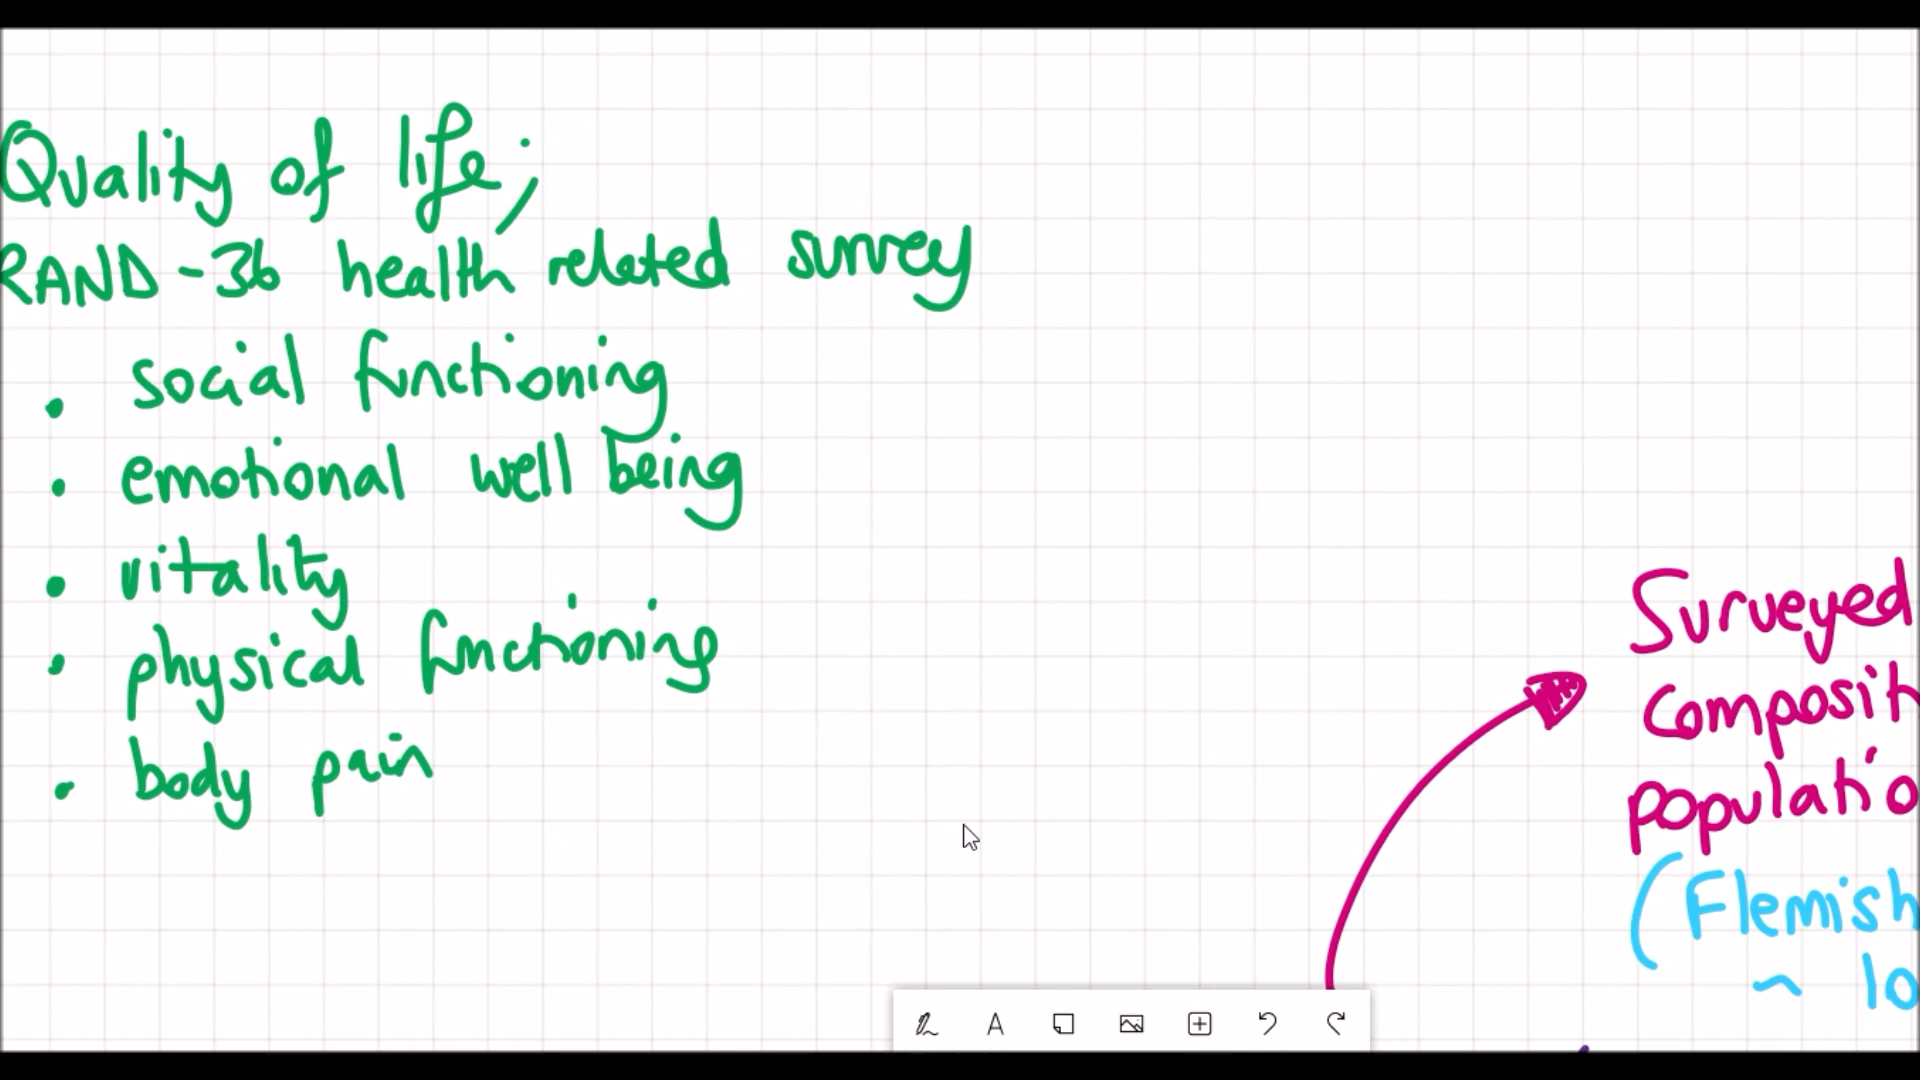 Quality of life;
RAND-36 health related survey
• social functioning
• emotional well being
• vitality
• physical functioning
• body pain
Surveyed
composit
populatio
(Flemish
~ 10
A